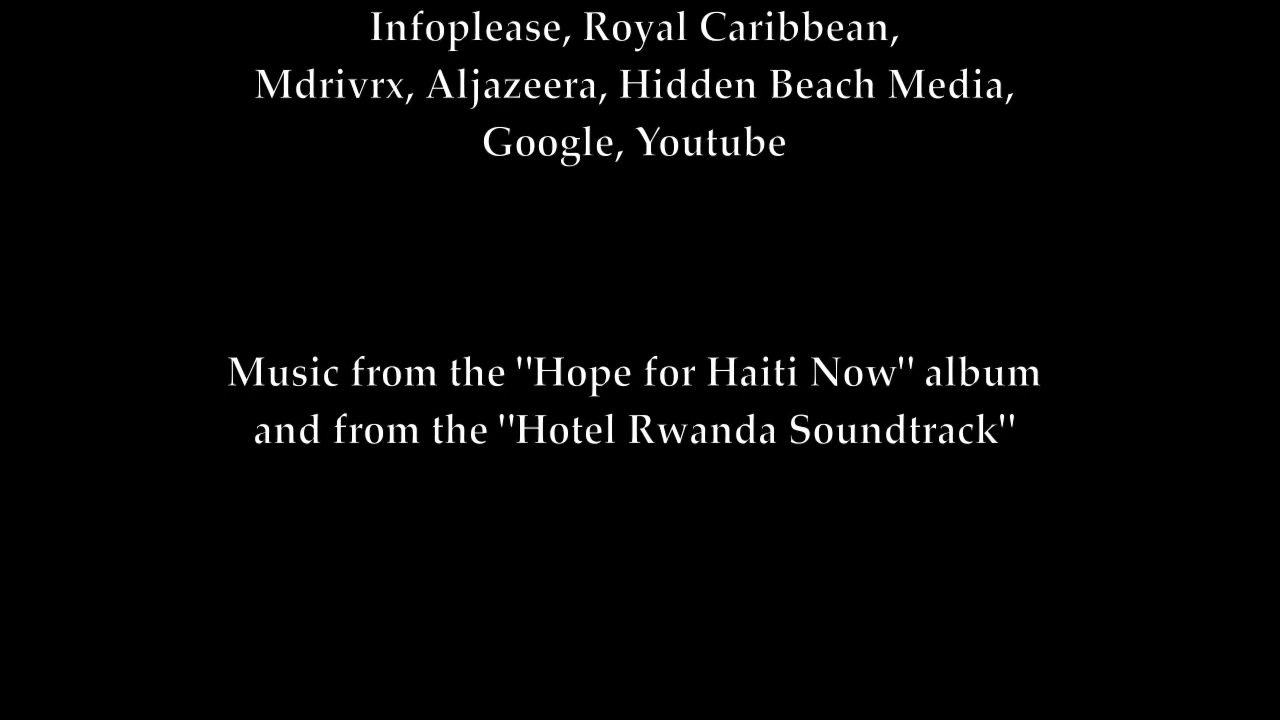 Infoplease, Royal Caribbean,
Mdrivrx, Aljazeera, Hidden Beach Media,
Google, Youtube
Music from the "Hope for Haiti Now" album
and from the "Hotel Rwanda Soundtrack"